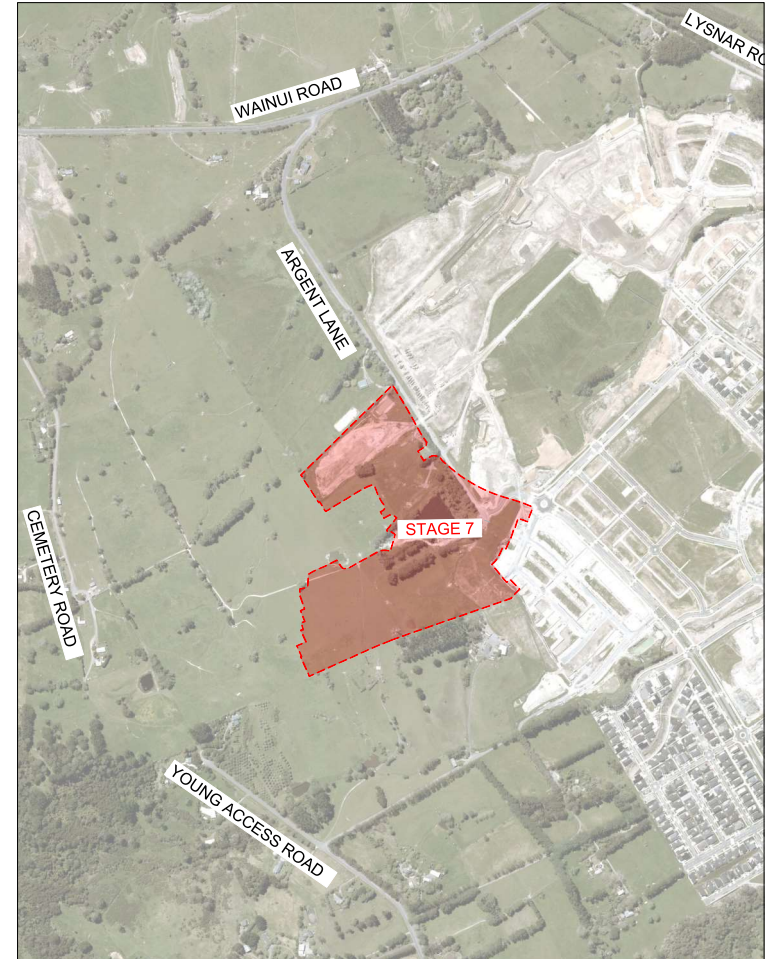 LYSNAR RO
WAINUI ROAD
ARGENT LANE
STAGE 7
CEMETERY ROAD
YOUNG ACCESS ROAD